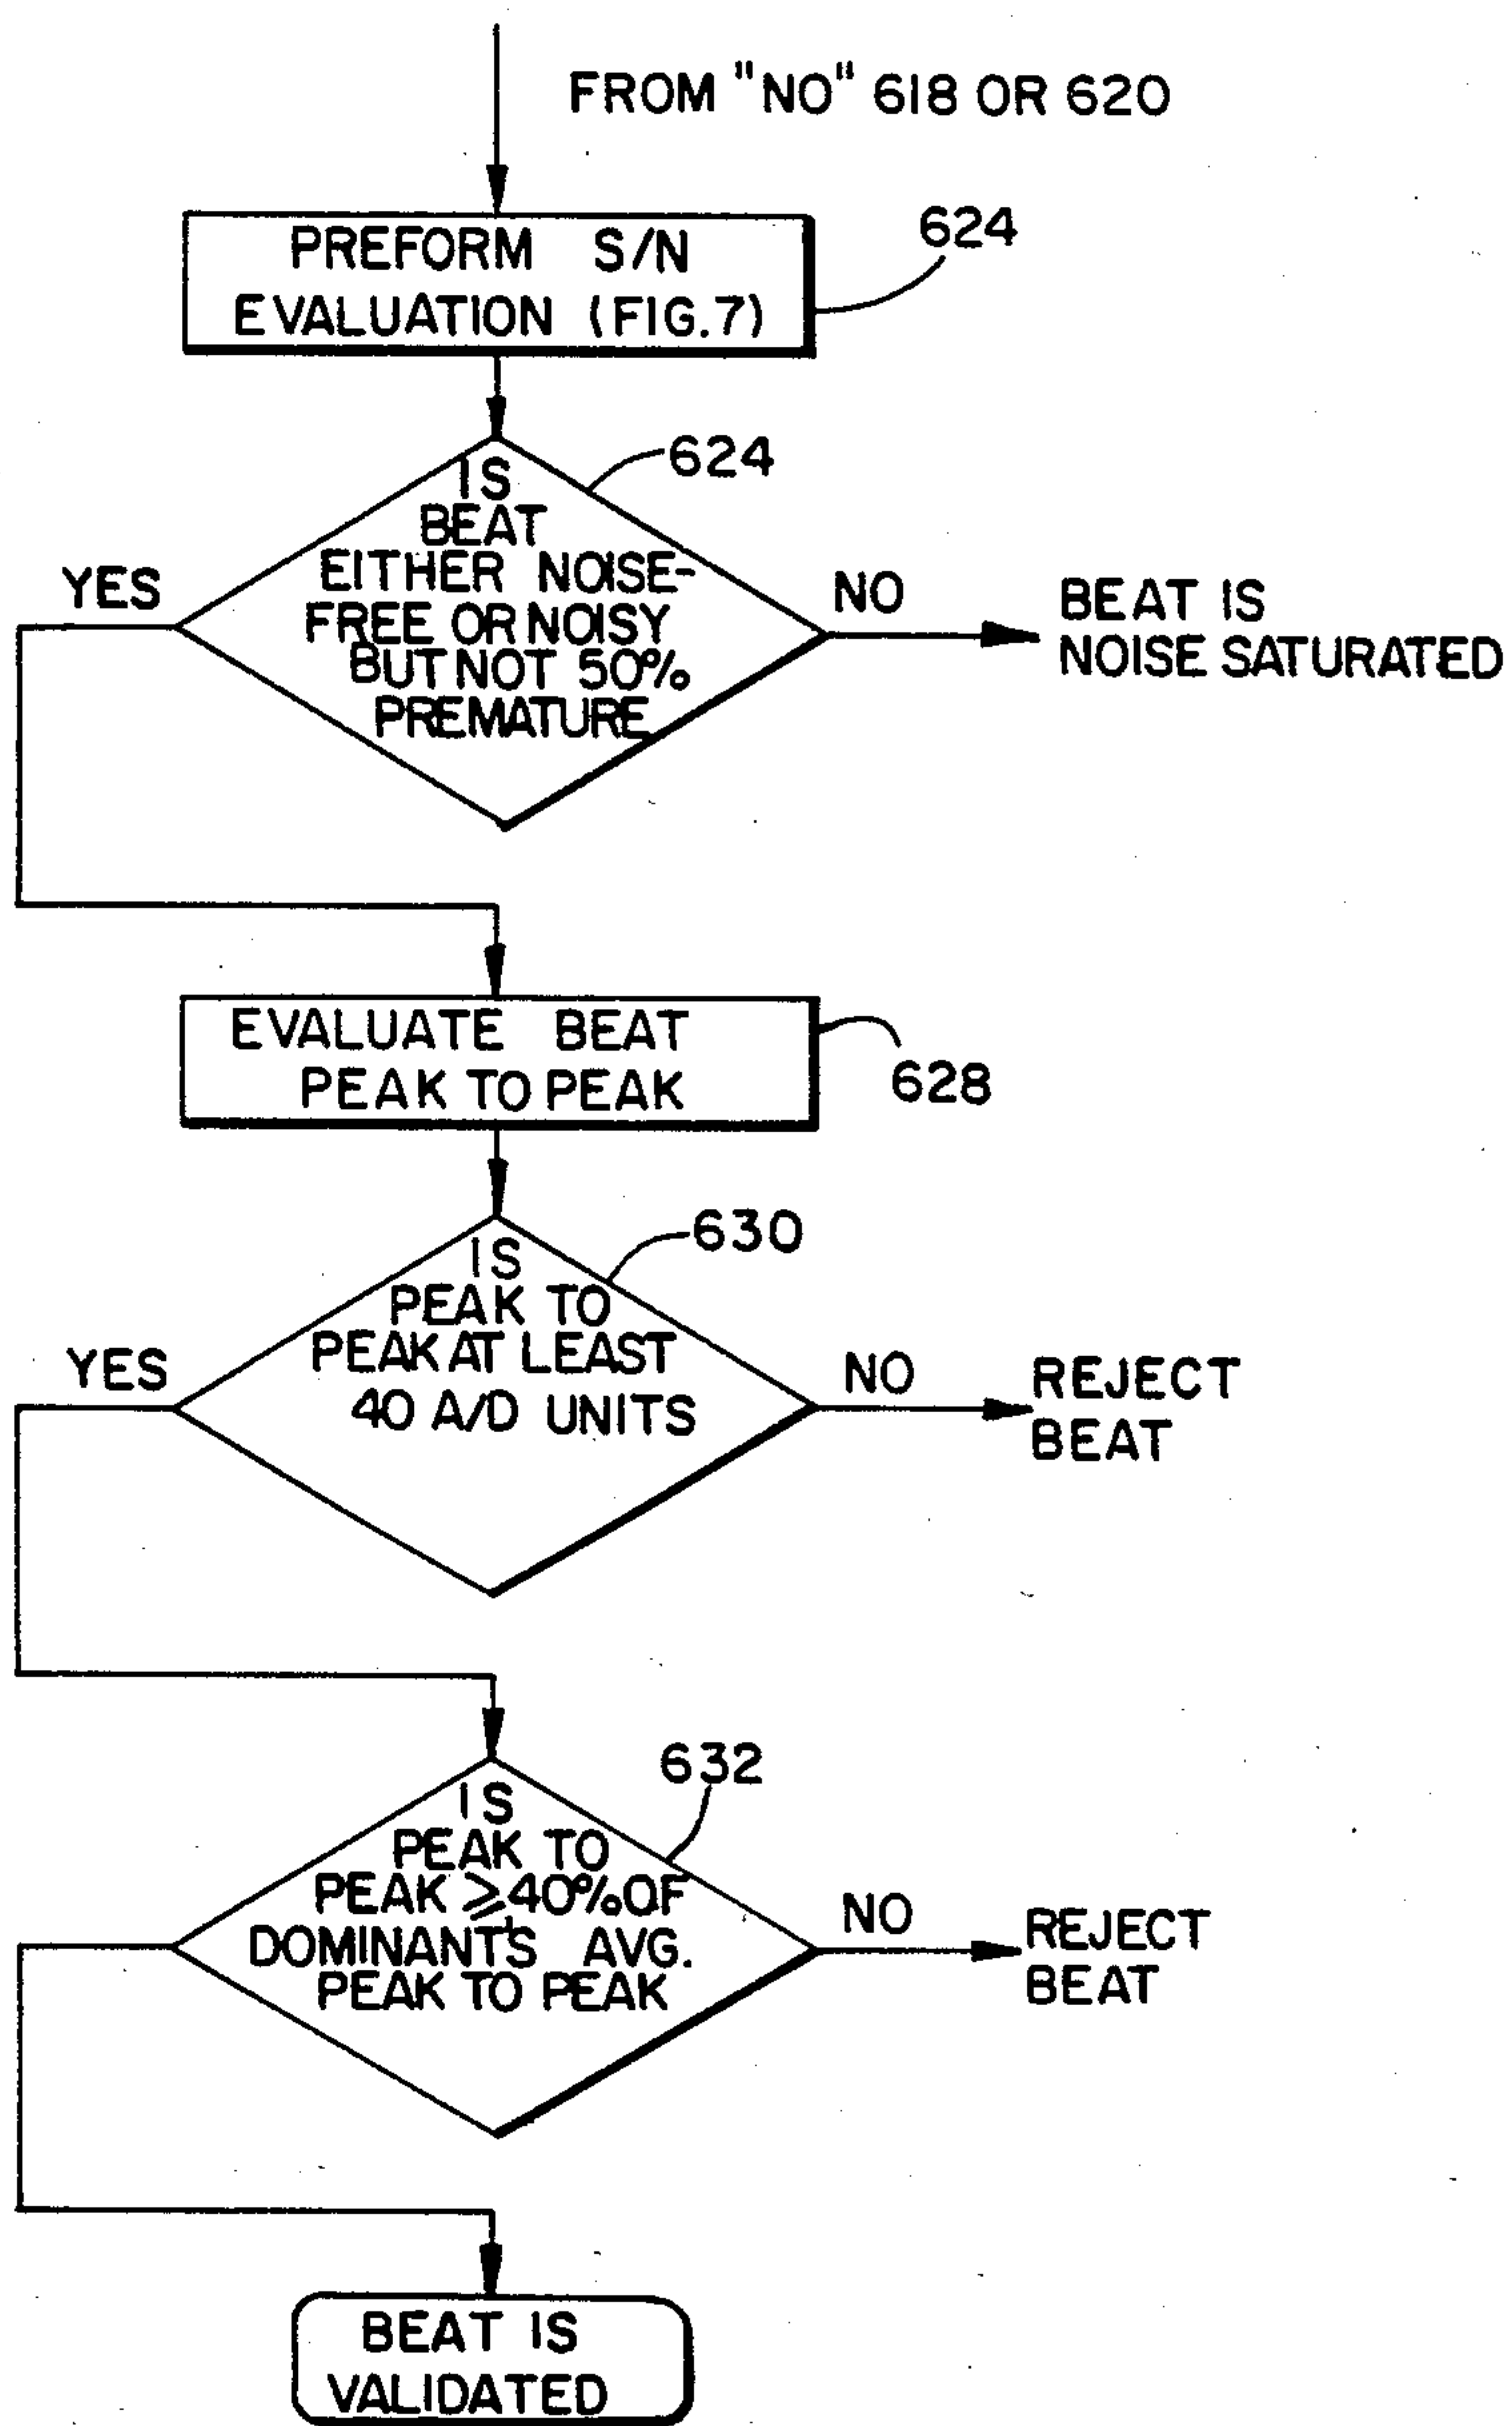 FROM "NO" 618 OR 620
PREFORM S/N
EVALUATION (FIG.7)
624
IS
BEAT
EITHER NOISE-
FREE OR NOISY
BUT NOT 50%
PREMATURE
624
YES
NO
BEAT IS
NOISE SATURATED
EVALUATE BEAT
PEAK TO PEAK
628
IS
PEAK TO
PEAK AT LEAST
40 A/D UNITS
630
YES
NO
REJECT
BEAT
IS
PEAK TO
PEAK ≥ 40% OF
DOMINANT'S AVG.
PEAK TO PEAK
632
NO
REJECT
BEAT
BEAT IS
VALIDATED